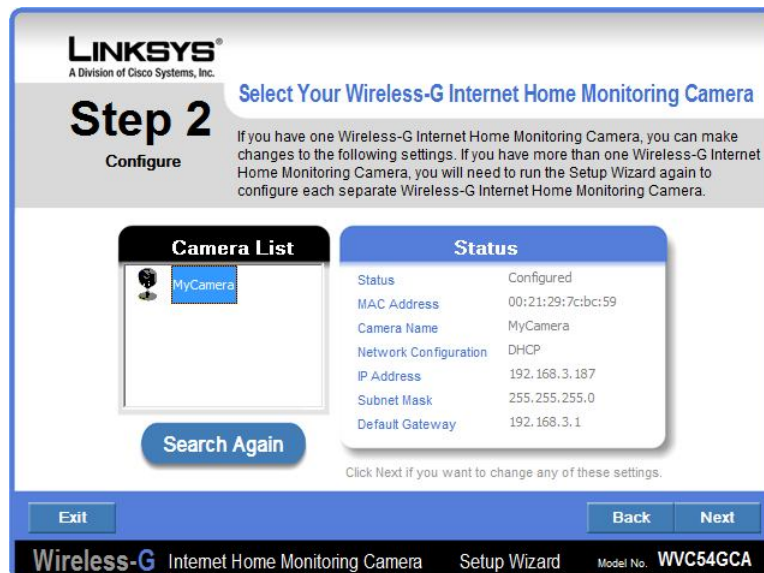 LINKSYS®
A Division of Cisco Systems, Inc.
Step 2
Configure
Select Your Wireless-G Internet Home Monitoring Camera
If you have one Wireless-G Internet Home Monitoring Camera, you can make
changes to the following settings. If you have more than one Wireless-G Internet
Home Monitoring Camera, you will need to run the Setup Wizard again to
configure each separate Wireless-G Internet Home Monitoring Camera.
Camera List
MyCamera
Search Again
Status
Status Configured
MAC Address 00:21:29:7c:bc:59
Camera Name MyCamera
Network Configuration DHCP
IP Address 192.168.3.187
Subnet Mask 255.255.255.0
Default Gateway 192.168.3.1
Click Next if you want to change any of these settings.
Exit Back Next
Wireless-G Internet Home Monitoring Camera Setup Wizard Model No. WVC54GCA